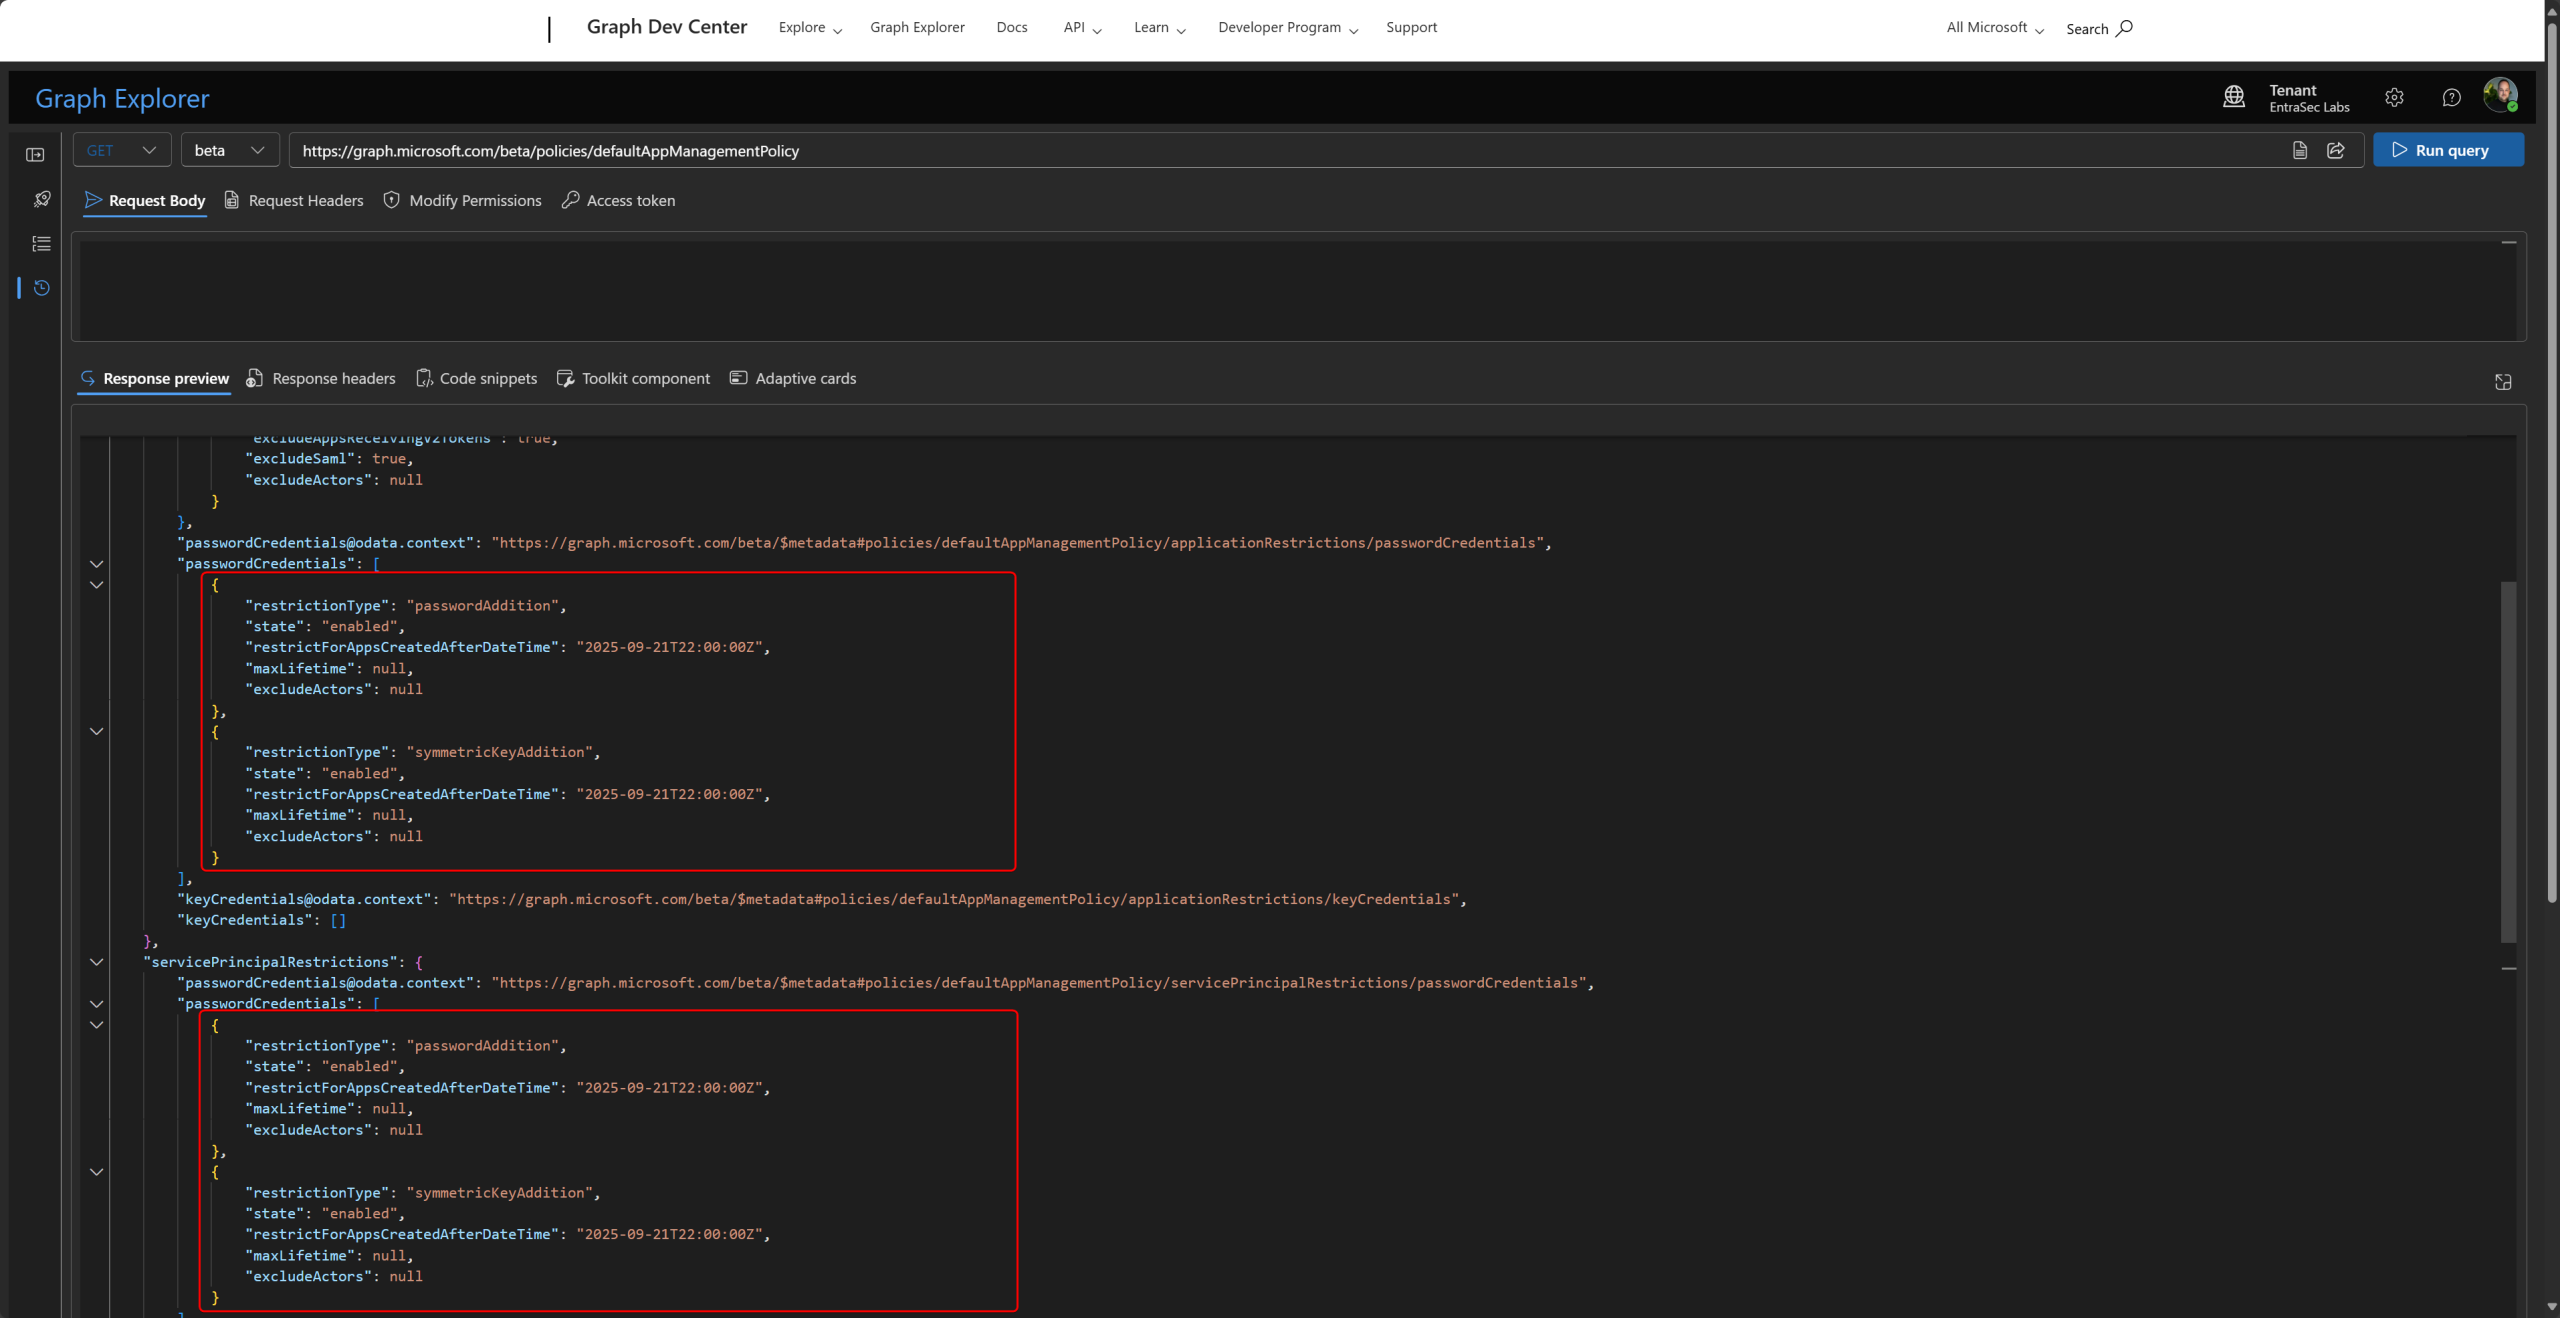 Graph Dev Center Explore Graph Explorer Docs API Learn Developer Program Support All Microsoft Search
Graph Explorer
Tenant
EntraSec Labs
GET beta https://graph.microsoft.com/beta/policies/defaultAppManagementPolicy Run query
Request Body Request Headers Modify Permissions Access token
Response preview Response headers Code snippets Toolkit component Adaptive cards
"excludeAppsReceivingV2Tokens": true,
"excludeSaml": true,
"excludeActors": null
}
},
"passwordCredentials@odata.context": "https://graph.microsoft.com/beta/$metadata#policies/defaultAppManagementPolicy/applicationRestrictions/passwordCredentials",
"passwordCredentials": [
{
"restrictionType": "passwordAddition",
"state": "enabled",
"restrictForAppsCreatedAfterDateTime": "2025-09-21T22:00:00Z",
"maxLifetime": null,
"excludeActors": null
},
{
"restrictionType": "symmetricKeyAddition",
"state": "enabled",
"restrictForAppsCreatedAfterDateTime": "2025-09-21T22:00:00Z",
"maxLifetime": null,
"excludeActors": null
}
],
"keyCredentials@odata.context": "https://graph.microsoft.com/beta/$metadata#policies/defaultAppManagementPolicy/applicationRestrictions/keyCredentials",
"keyCredentials": []
},
"servicePrincipalRestrictions": {
"passwordCredentials@odata.context": "https://graph.microsoft.com/beta/$metadata#policies/defaultAppManagementPolicy/servicePrincipalRestrictions/passwordCredentials",
"passwordCredentials": [
{
"restrictionType": "passwordAddition",
"state": "enabled",
"restrictForAppsCreatedAfterDateTime": "2025-09-21T22:00:00Z",
"maxLifetime": null,
"excludeActors": null
},
{
"restrictionType": "symmetricKeyAddition",
"state": "enabled",
"restrictForAppsCreatedAfterDateTime": "2025-09-21T22:00:00Z",
"maxLifetime": null,
"excludeActors": null
}